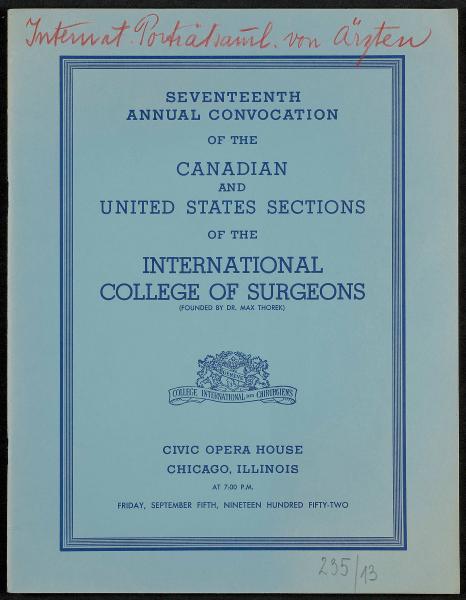 Internat. Porträtsaml. von Ärzten
SEVENTEENTH
ANNUAL CONVOCATION
OF THE
CANADIAN
AND
UNITED STATES SECTIONS
OF THE
INTERNATIONAL
COLLEGE OF SURGEONS
(FOUNDED BY DR. MAX THOREK)
GENEVE
COLLEGE INTERNATIONAL DES CHIRURGIENS
CIVIC OPERA HOUSE
CHICAGO, ILLINOIS
AT 7:00 P.M.
FRIDAY, SEPTEMBER FIFTH, NINETEEN HUNDRED FIFTY-TWO
235/13